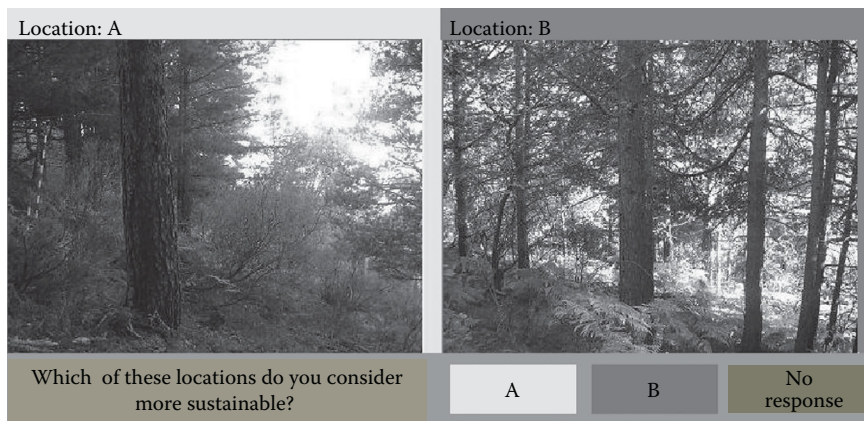 Location: A
Location: B
Which of these locations do you consider
more sustainable?
A
B
No
response